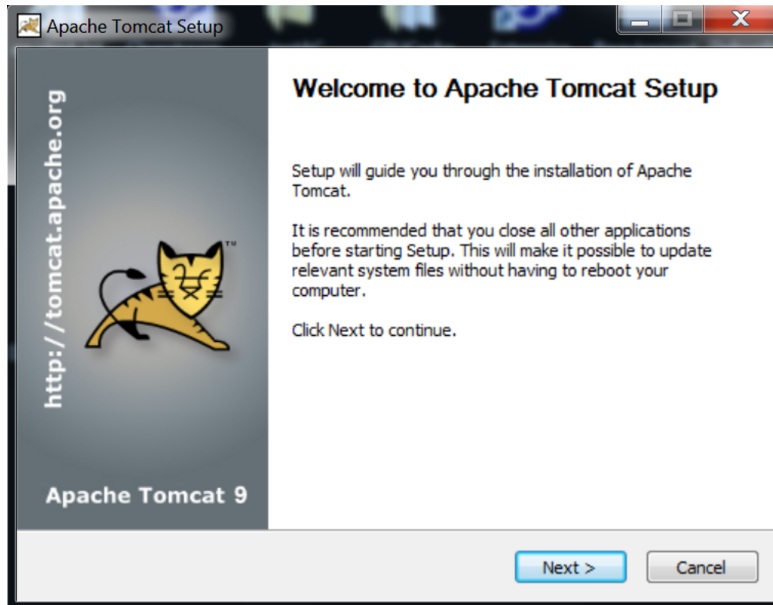 Apache Tomcat Setup
http://tomcat.apache.org
TM
Apache Tomcat 9
Welcome to Apache Tomcat Setup
Setup will guide you through the installation of Apache
Tomcat.
It is recommended that you close all other applications
before starting Setup. This will make it possible to update
relevant system files without having to reboot your
computer.
Click Next to continue.
Next >
Cancel